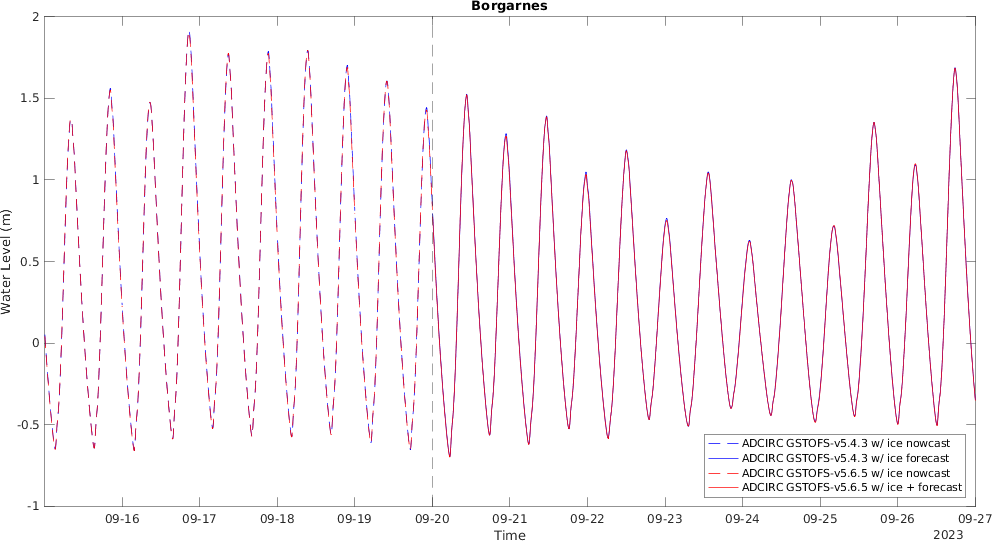 Borgarnes
2
1.5
1
0.5
0
-0.5
-1
Water Level (m)
09-16 09-17 09-18 09-19 09-20 09-21 09-22 09-23 09-24 09-25 09-26 09-27
Time
2023
ADCIRC GSTOFS-v5.4.3 w/ ice nowcast
ADCIRC GSTOFS-v5.4.3 w/ ice forecast
ADCIRC GSTOFS-v5.6.5 w/ ice nowcast
ADCIRC GSTOFS-v5.6.5 w/ ice + forecast